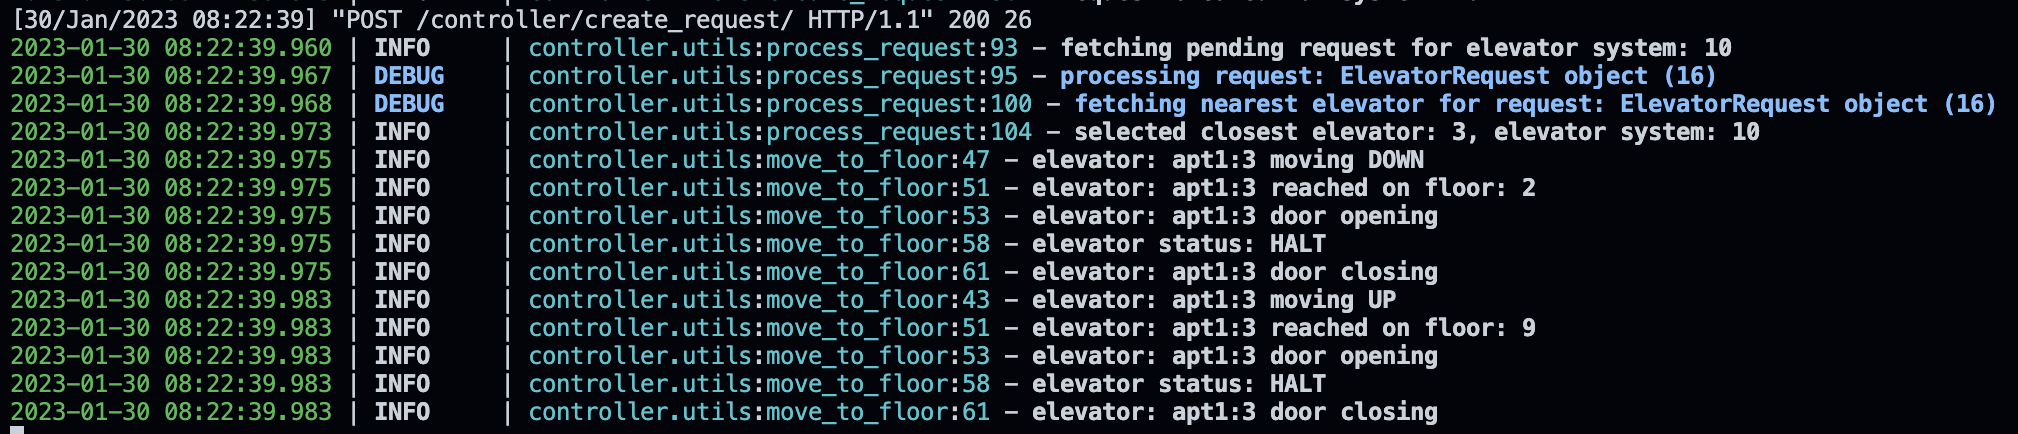 [30/Jan/2023 08:22:39] "POST /controller/create_request/ HTTP/1.1" 200 26
2023-01-30 08:22:39.960 | INFO     | controller.utils:process_request:93 - fetching pending request for elevator system: 10
2023-01-30 08:22:39.967 | DEBUG    | controller.utils:process_request:95 - processing request: ElevatorRequest object (16)
2023-01-30 08:22:39.968 | DEBUG    | controller.utils:process_request:100 - fetching nearest elevator for request: ElevatorRequest object (16)
2023-01-30 08:22:39.973 | INFO     | controller.utils:process_request:104 - selected closest elevator: 3, elevator system: 10
2023-01-30 08:22:39.975 | INFO     | controller.utils:move_to_floor:47 - elevator: apt1:3 moving DOWN
2023-01-30 08:22:39.975 | INFO     | controller.utils:move_to_floor:51 - elevator: apt1:3 reached on floor: 2
2023-01-30 08:22:39.975 | INFO     | controller.utils:move_to_floor:53 - elevator: apt1:3 door opening
2023-01-30 08:22:39.975 | INFO     | controller.utils:move_to_floor:58 - elevator status: HALT
2023-01-30 08:22:39.975 | INFO     | controller.utils:move_to_floor:61 - elevator: apt1:3 door closing
2023-01-30 08:22:39.983 | INFO     | controller.utils:move_to_floor:43 - elevator: apt1:3 moving UP
2023-01-30 08:22:39.983 | INFO     | controller.utils:move_to_floor:51 - elevator: apt1:3 reached on floor: 9
2023-01-30 08:22:39.983 | INFO     | controller.utils:move_to_floor:53 - elevator: apt1:3 door opening
2023-01-30 08:22:39.983 | INFO     | controller.utils:move_to_floor:58 - elevator status: HALT
2023-01-30 08:22:39.983 | INFO     | controller.utils:move_to_floor:61 - elevator: apt1:3 door closing